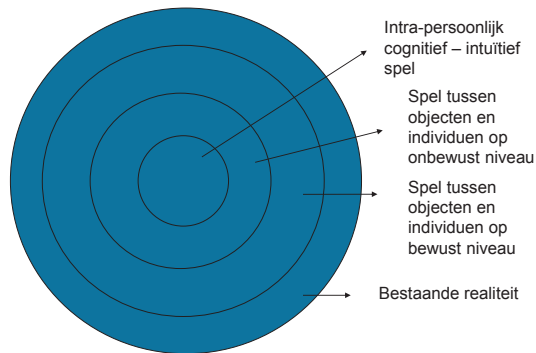 Intra-persoonlijk
cognitief – intuïtief
spel
Spel tussen
objecten en
individuen op
onbewust niveau
Spel tussen
objecten en
individuen op
bewust niveau
Bestaande realiteit